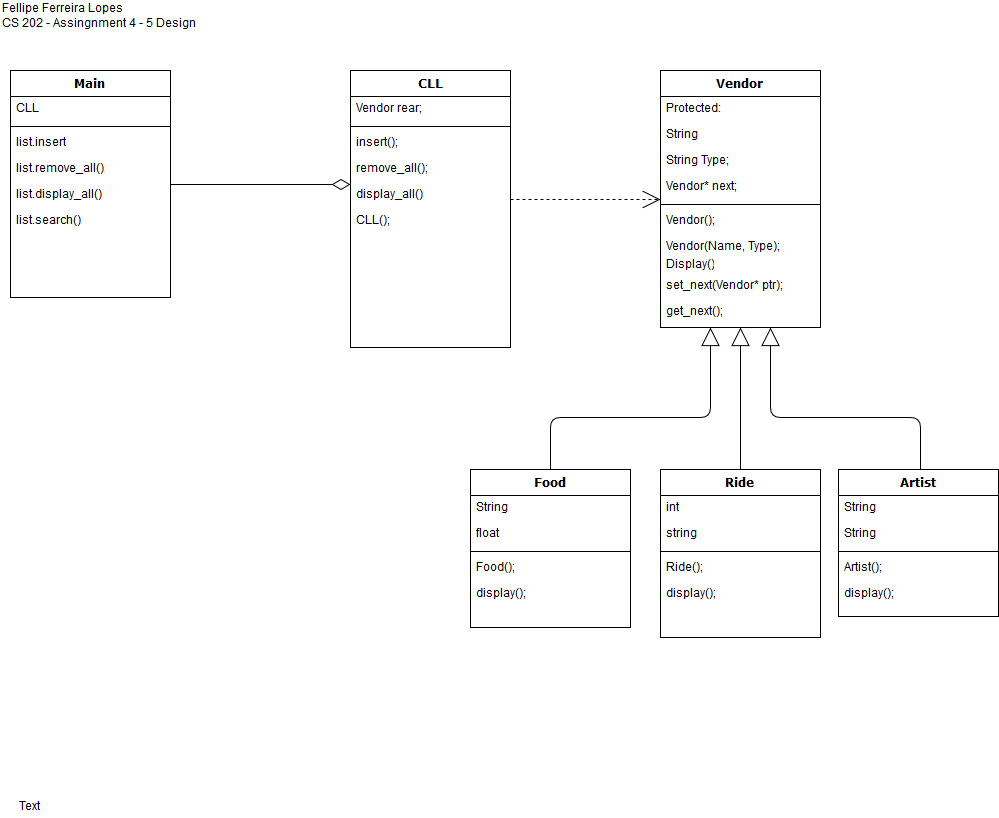 Fellipe Ferreira Lopes
CS 202 - Assingnment 4 - 5 Design
Main
CLL
list.insert
list.remove_all()
list.display_all()
list.search()
CLL
Vendor rear;
insert();
remove_all();
display_all()
CLL();
Vendor
Protected:
String
String Type;
Vendor* next;
Vendor();
Vendor(Name, Type);
Display()
set_next(Vendor* ptr);
get_next();
Food
String
float
Food();
display();
Ride
int
string
Ride();
display();
Artist
String
String
Artist();
display();
Text